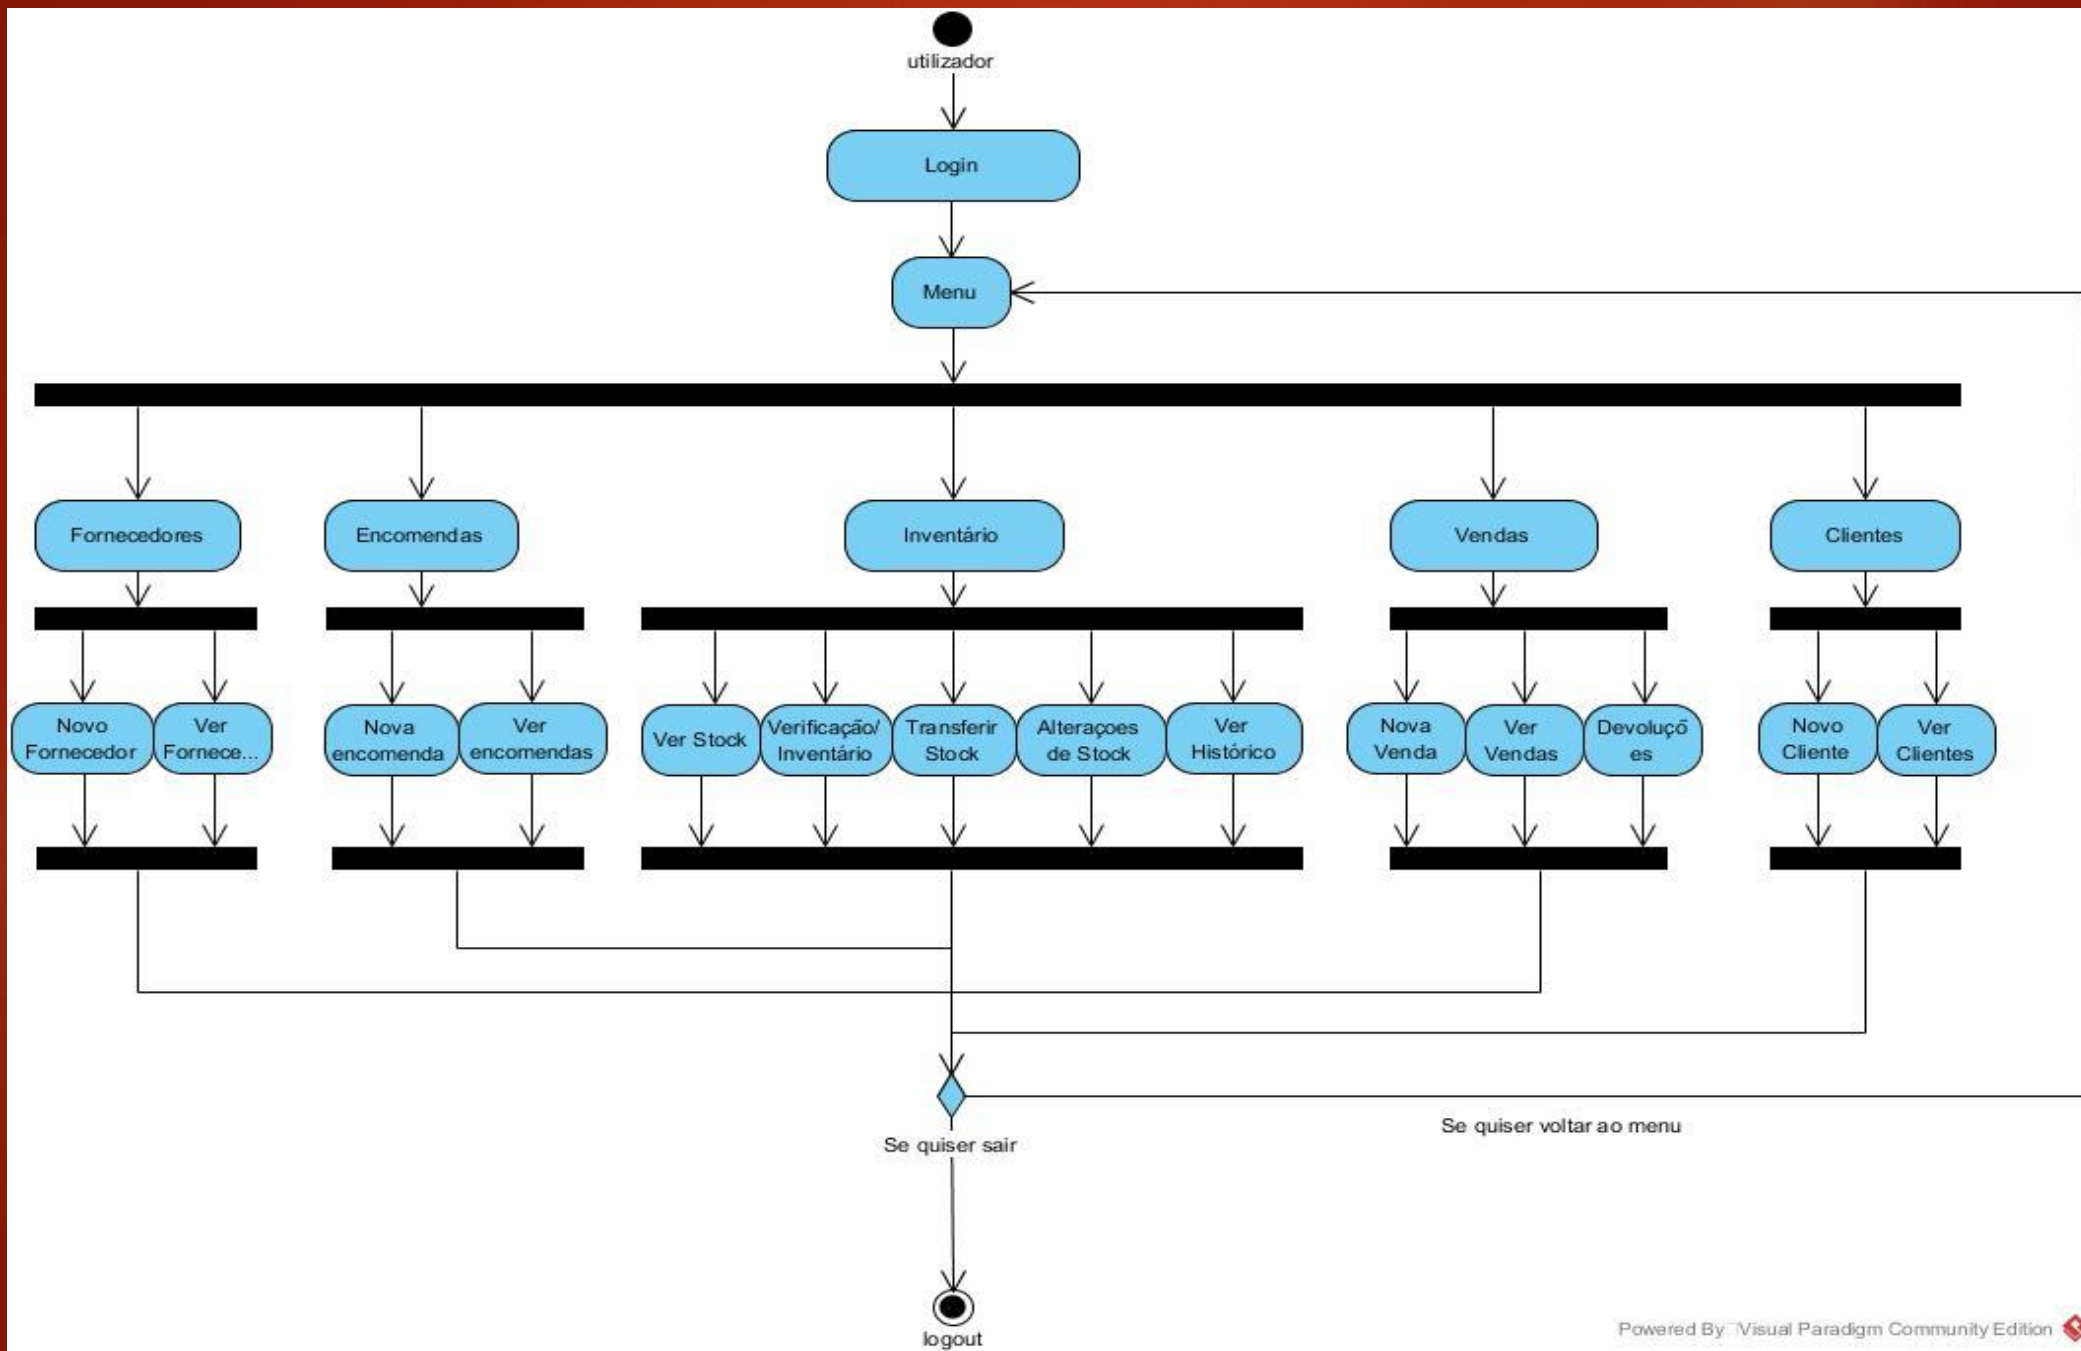 utilizador
Login
Menu
Fornecedores
Encomendas
Inventário
Vendas
Clientes
Novo
Fornecedor
Ver
Fornece...
Nova
encomenda
Ver
encomendas
Ver Stock
Verificação/
Inventário
Transferir
Stock
Alteraçoes
de Stock
Ver
Histórico
Nova
Venda
Ver
Vendas
Devoluçõ
es
Novo
Cliente
Ver
Clientes
Se quiser voltar ao menu
Se quiser sair
logout
Powered By Visual Paradigm Community Edition